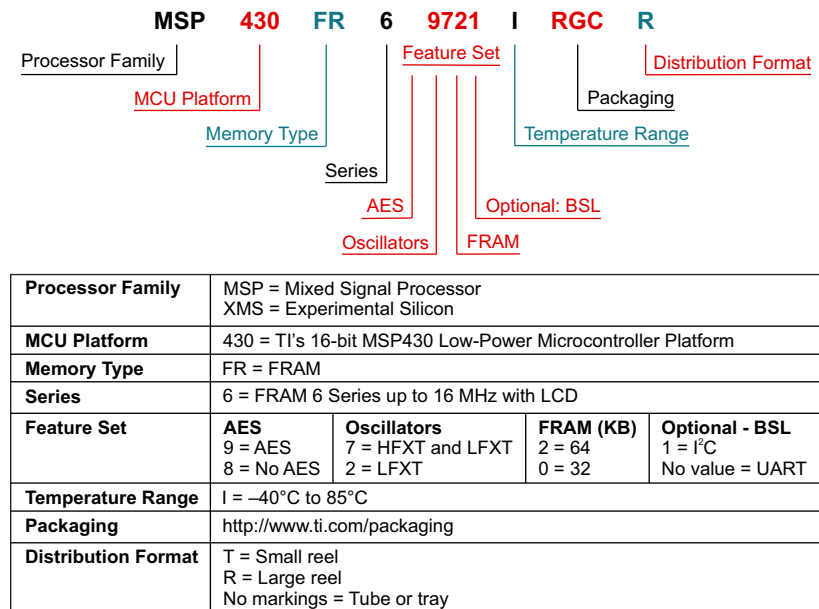 MSP 430 FR 6 9721 I RGC R
Processor Family
Feature Set
Distribution Format
MCU Platform
Packaging
Memory Type
Temperature Range
Series
AES
Optional: BSL
Oscillators
FRAM
Processor Family
MSP = Mixed Signal Processor
XMS = Experimental Silicon
MCU Platform
430 = TI’s 16-bit MSP430 Low-Power Microcontroller Platform
Memory Type
FR = FRAM
Series
6 = FRAM 6 Series up to 16 MHz with LCD
Feature Set
AES
9 = AES
8 = No AES
Oscillators
7 = HFXT and LFXT
2 = LFXT
FRAM (KB)
2 = 64
0 = 32
Optional - BSL
1 = I²C
No value = UART
Temperature Range
I = –40°C to 85°C
Packaging
http://www.ti.com/packaging
Distribution Format
T = Small reel
R = Large reel
No markings = Tube or tray